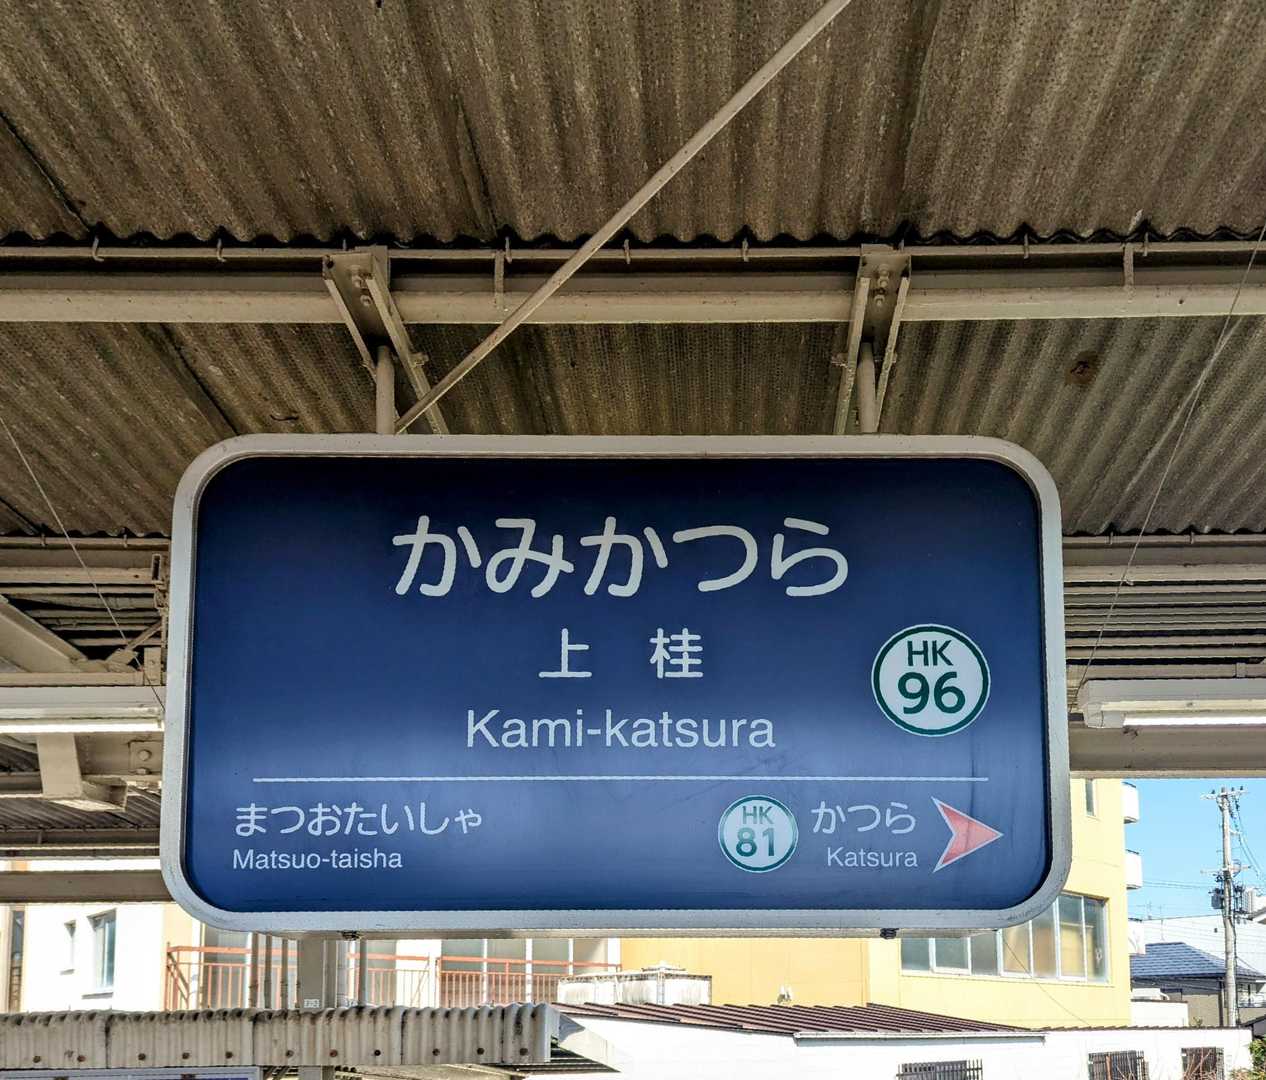 かみかつら
上桂
HK
96
Kami-katsura
まつおたいしゃ
Matsuo-taisha
HK
81
かつら
Katsura